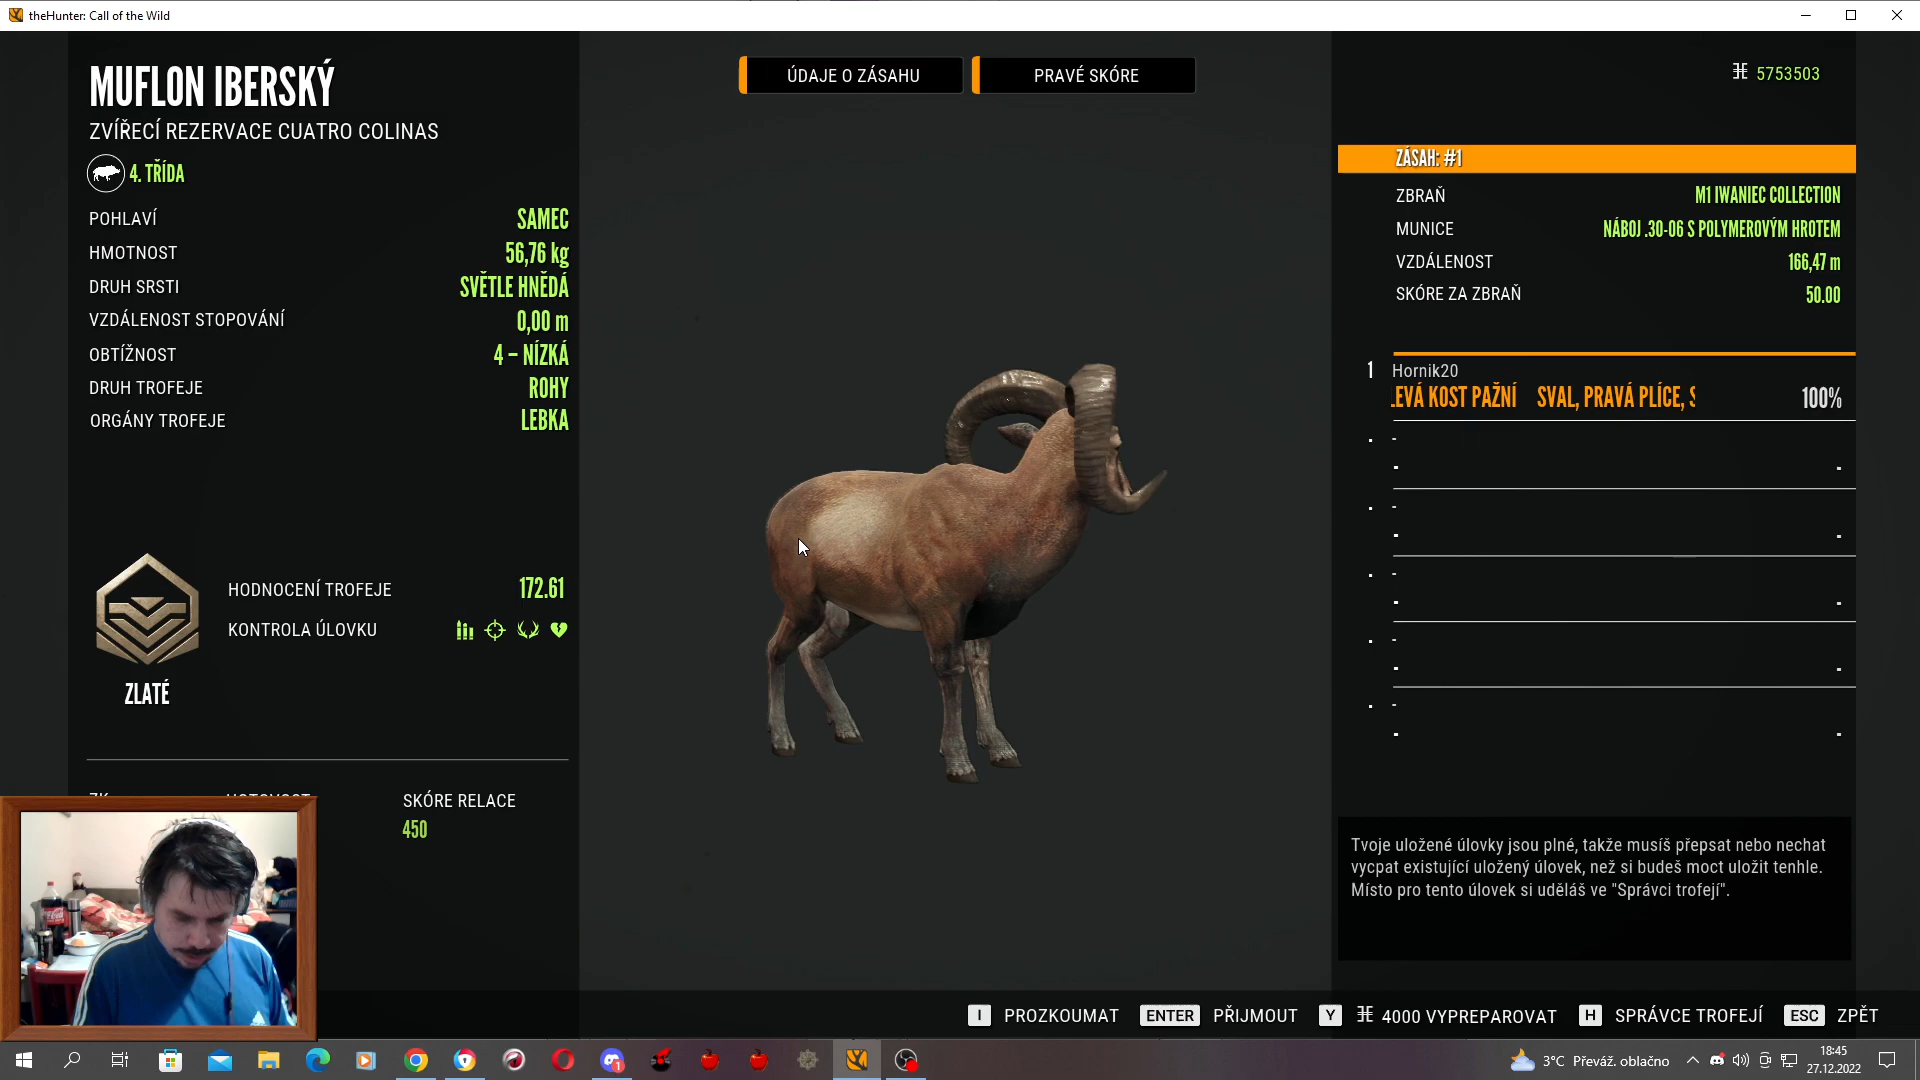 theHunter: Call of the Wild
MUFLON IBERSKÝ
ZVÍŘECÍ REZERVACE CUATRO COLINAS
4. TŘÍDA
POHLAVÍ SAMEC
HMOTNOST 56,76 kg
DRUH SRSTI SVĚTLE HNĚDÁ
VZDÁLENOST STOPOVÁNÍ 0,00 m
OBTÍŽNOST 4 – NÍZKÁ
DRUH TROFEJE ROHY
ORGÁNY TROFEJE LEBKA
HODNOCENÍ TROFEJE 172.61
KONTROLA ÚLOVKU
ZLATÉ
SKÓRE RELACE
450
ÚDAJE O ZÁSAHU
PRAVÉ SKÓRE
5753503
ZÁSAH: #1
ZBRAŇ M1 IWANIEC COLLECTION
MUNICE NÁBOJ .30-06 S POLYMEROVÝM HROTEM
VZDÁLENOST 166,47 m
SKÓRE ZA ZBRAŇ 50.00
1 Hornik20
LEVÁ KOST PAŽNÍ SVAL, PRAVÁ PLÍCE, S 100%
Tvoje uložené úlovky jsou plné, takže musíš přepsat nebo nechat
vycpat existující uložený úlovek, než si budeš moct uložit tenhle.
Místo pro tento úlovek si uděláš ve "Správci trofejí".
I PROZKOUMAT ENTER PŘIJMOUT Y 4000 VYPREPAROVAT H SPRÁVCE TROFEJÍ ESC ZPĚT
3°C Převáž. oblačno
18:45
27.12.2022